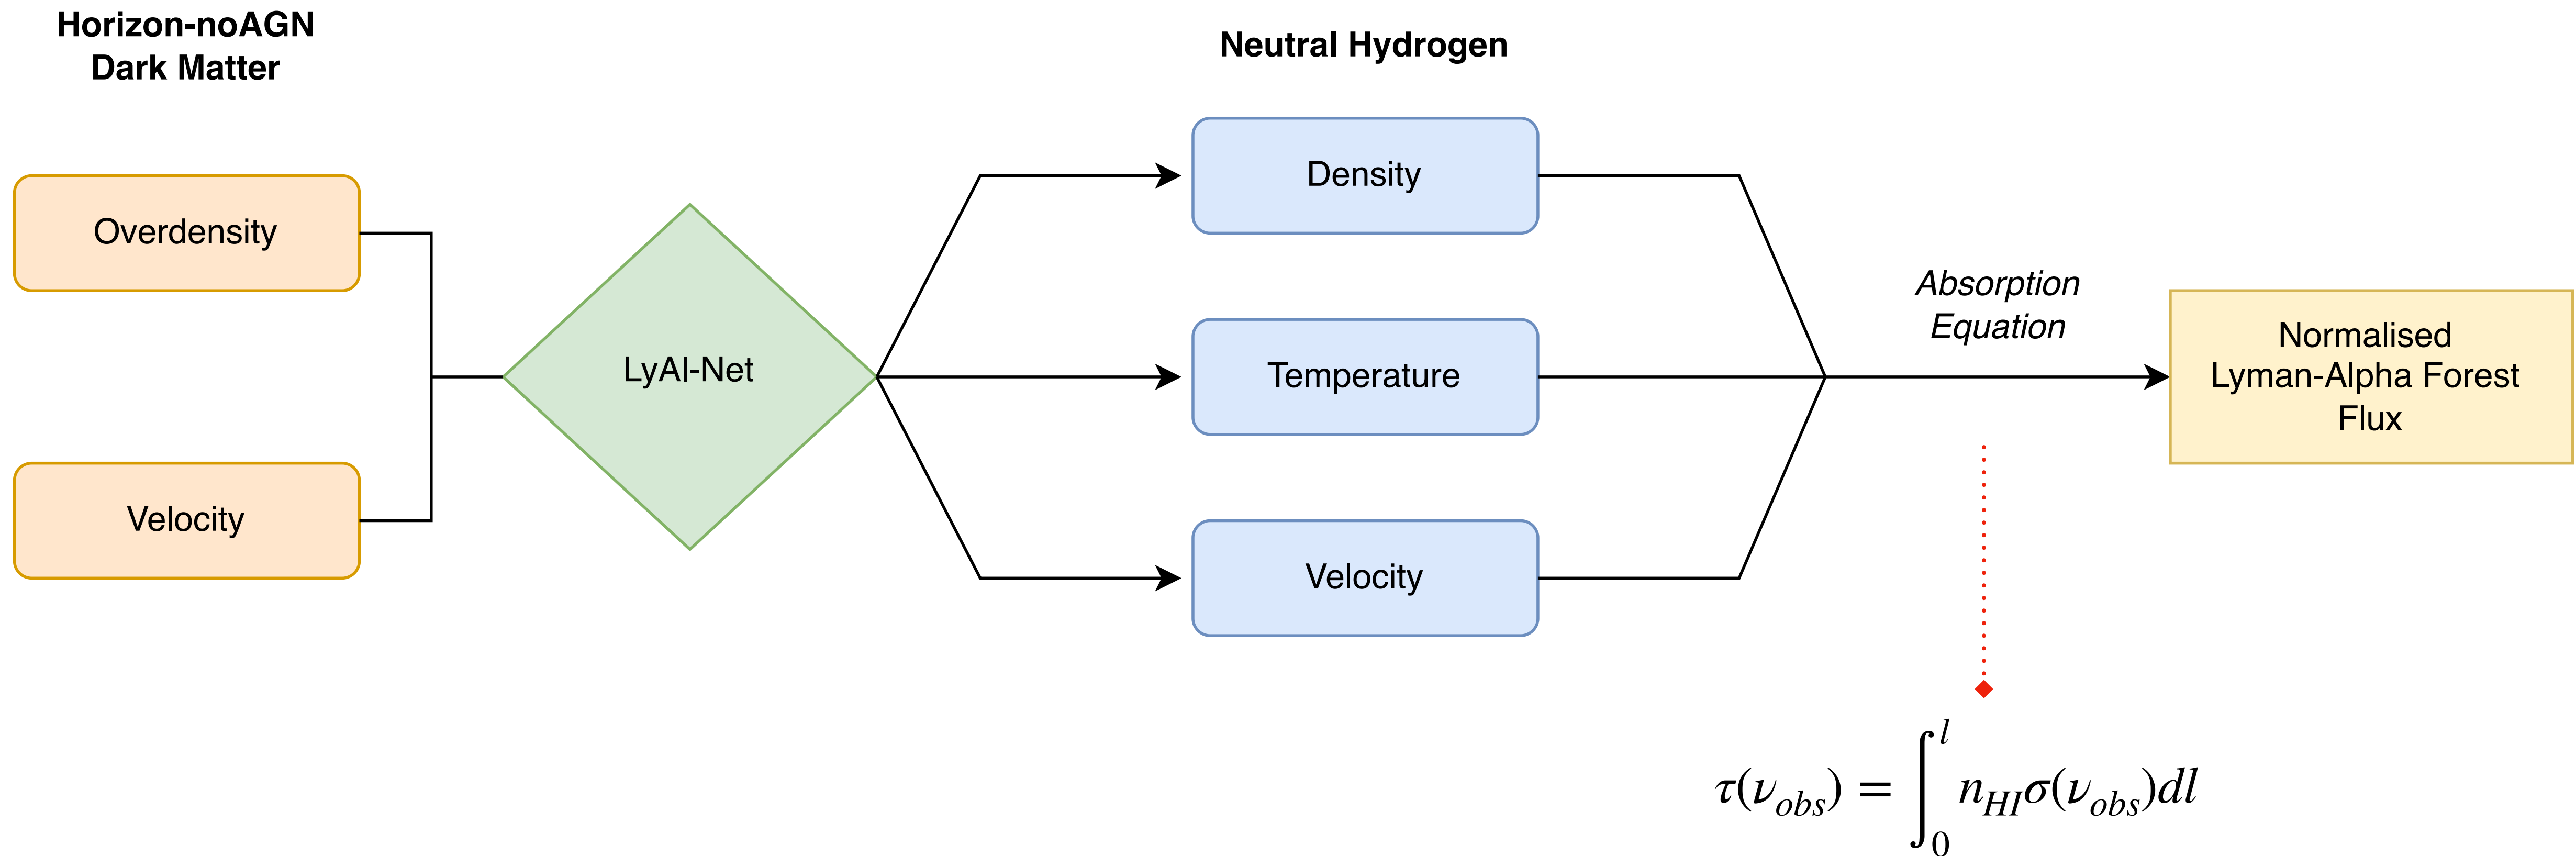 Horizon-noAGN
Dark Matter
Overdensity
Velocity
LyAl-Net
Neutral Hydrogen
Density
Temperature
Velocity
Absorption
Equation
Normalised
Lyman-Alpha Forest
Flux
τ(ν_obs) = ∫_0^l n_HI σ(ν_obs)dl